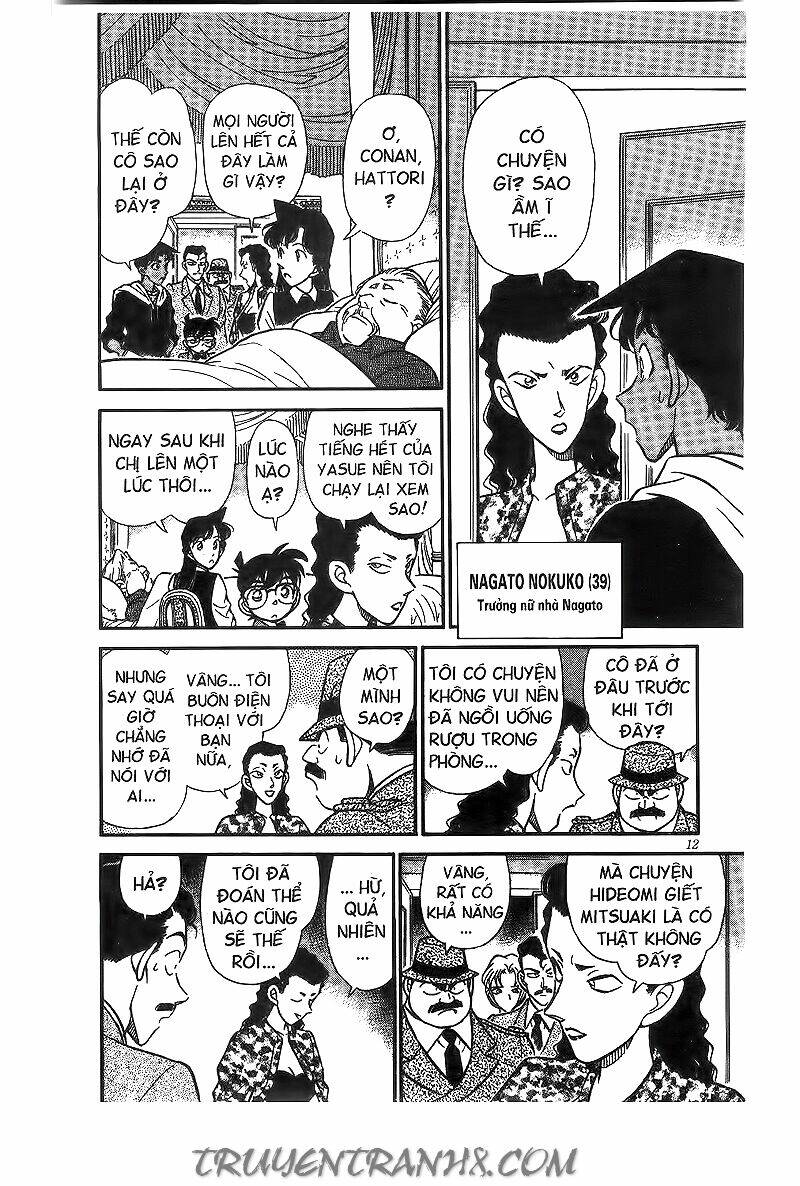 CÓ
CHUYỆN
GÌ? SAO
ẦM Ĩ
THẾ...
Ơ,
CONAN,
HATTORI
?
MỌI NGƯỜI
LÊN HẾT CẢ
ĐÂY LÀM
GÌ VẬY?
THẾ CÒN
CÔ SAO
LẠI Ở
ĐÂY?
NAGATO NOKUKO (39)
Trưởng nữ nhà Nagato
NGHE THẤY
TIẾNG HÉT CỦA
YASUE NÊN TÔI
CHẠY LẠI XEM
SAO!
LÚC
NÀO
Ạ?
NGAY SAU KHI
CHỊ LÊN MỘT
LÚC THÔI...
CÔ ĐÃ Ở
ĐÂU TRƯỚC
KHI TỚI
ĐÂY?
TÔI CÓ CHUYỆN
KHÔNG VUI NÊN
ĐÃ NGỒI UỐNG
RƯỢU TRONG
PHÒNG...
MỘT
MÌNH
SAO?
VÂNG... TÔI
BUÔN ĐIỆN
THOẠI VỚI
BẠN
NỮA,
NHƯNG
SAY QUÁ
GIỜ
CHẲNG
NHỚ ĐÃ
NÓI VỚI
AI...
12
MÀ CHUYỆN
HIDEOMI GIẾT
MITSUAKI LÀ CÓ
THẬT KHÔNG
ĐẤY?
VÂNG,
RẤT CÓ
KHẢ NĂNG
...
... HỪ,
QUẢ
NHIÊN
...
TÔI ĐÃ
ĐOÁN THỂ
NÀO CŨNG
SẼ THẾ
RỒI...
HẢ?
TRUYENTRANH8.COM